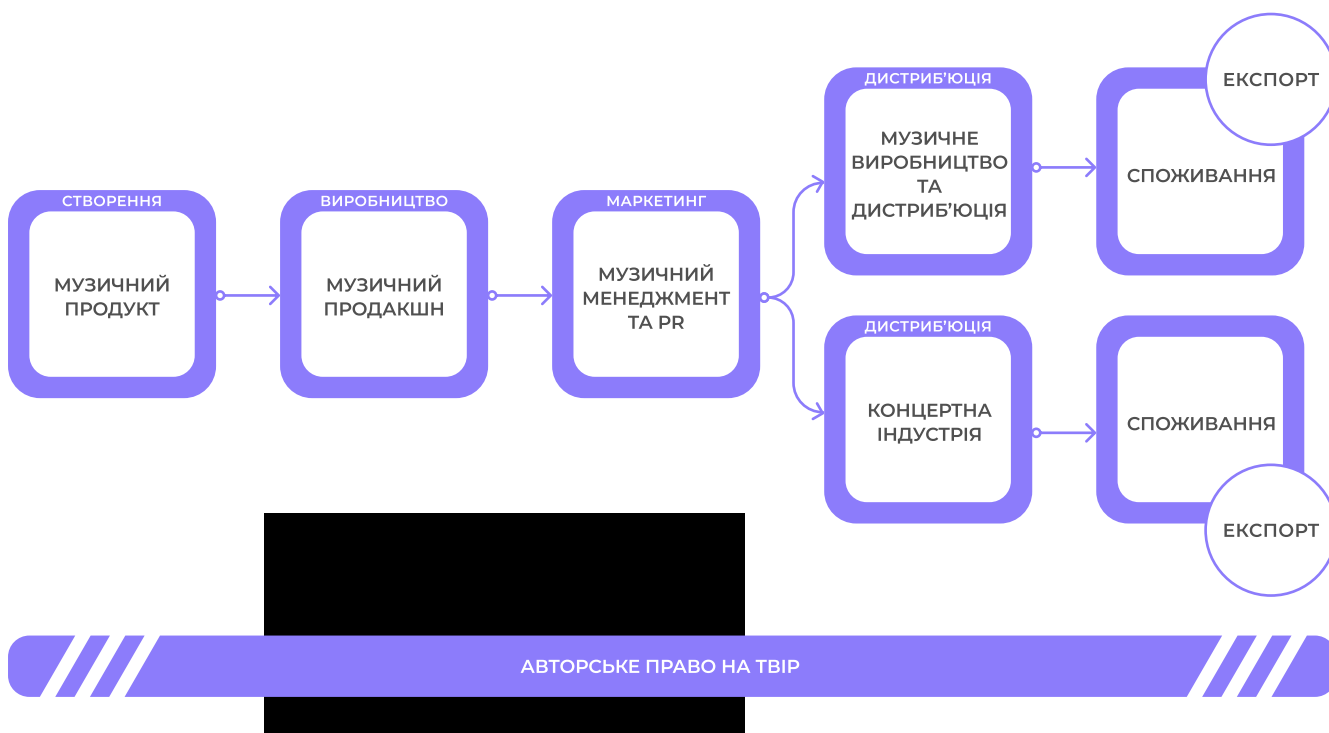 СТВОРЕННЯ
МУЗИЧНИЙ
ПРОДУКТ
ВИРОБНИЦТВО
МУЗИЧНИЙ
ПРОДАКШН
МАРКЕТИНГ
МУЗИЧНИЙ
МЕНЕДЖМЕНТ
ТА PR
ДИСТРИБ’ЮЦІЯ
МУЗИЧНЕ
ВИРОБНИЦТВО
ТА
ДИСТРИБ’ЮЦІЯ
СПОЖИВАННЯ
ЕКСПОРТ
ДИСТРИБ’ЮЦІЯ
КОНЦЕРТНА
ІНДУСТРІЯ
СПОЖИВАННЯ
ЕКСПОРТ
АВТОРСЬКЕ ПРАВО НА ТВІР